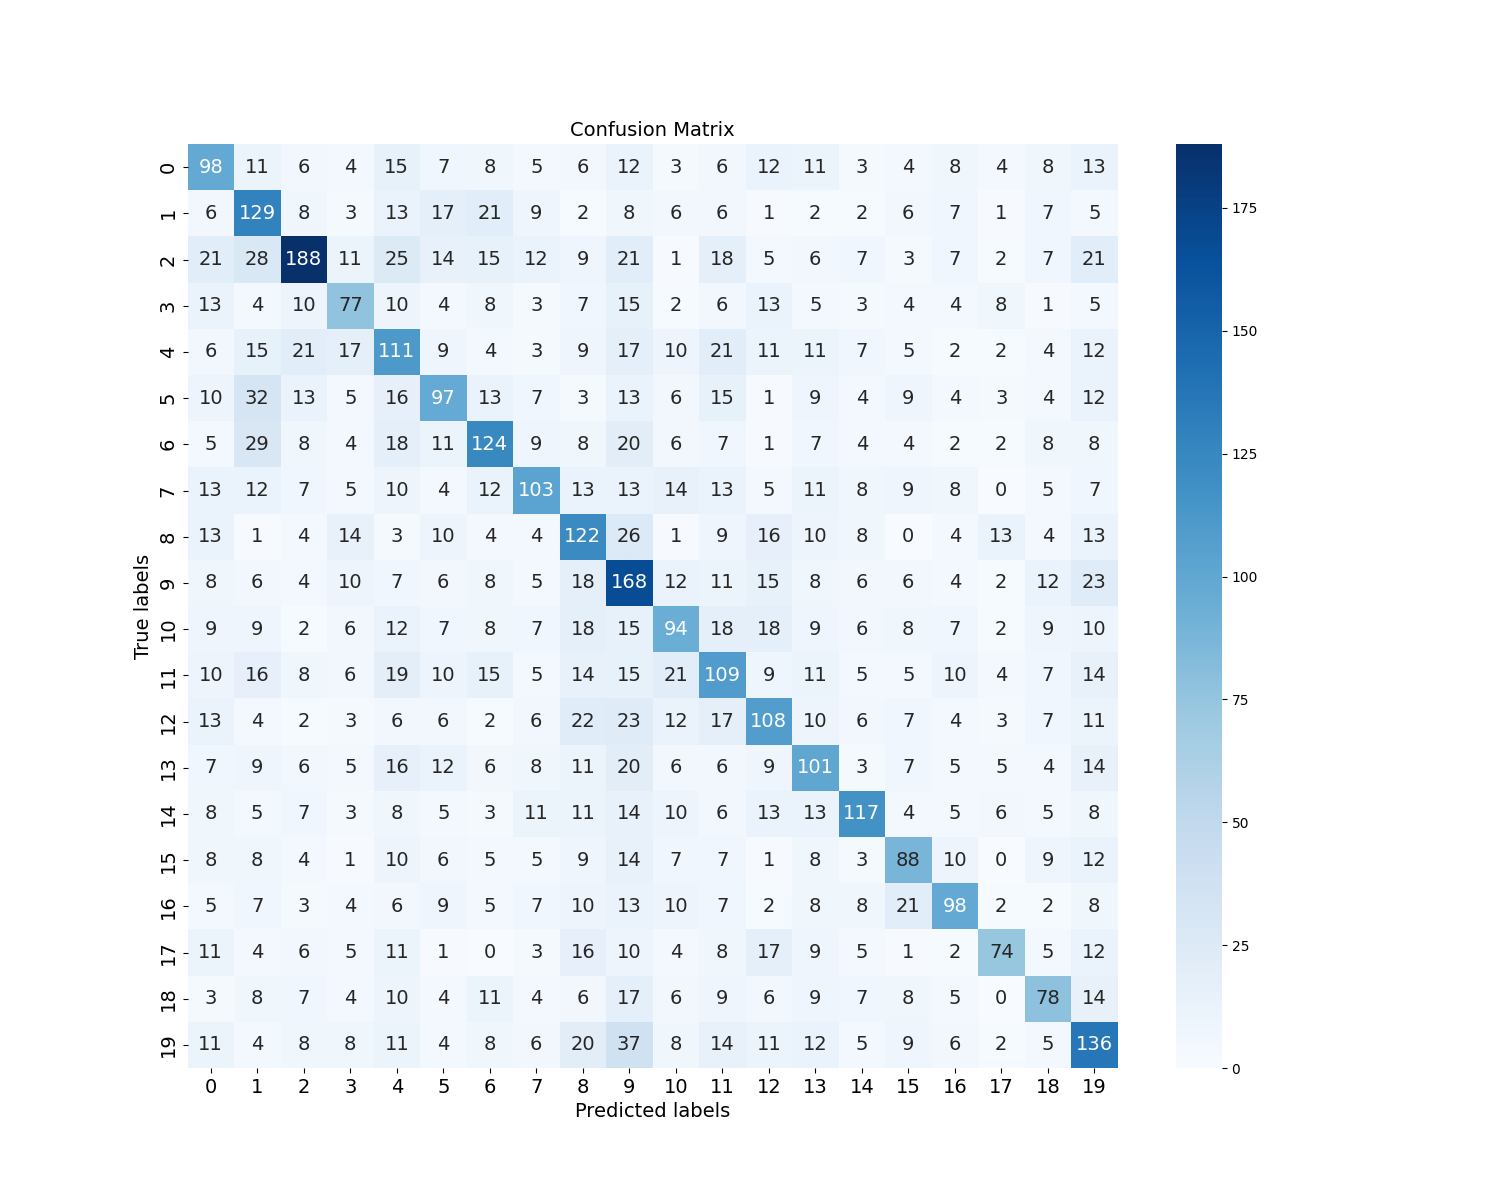 Confusion Matrix
0 98 11 6 4 15 7 8 5 6 12 3 6 12 11 3 4 8 4 8 13
1 6 129 8 3 13 17 21 9 2 8 6 6 1 2 2 6 7 1 7 5
2 21 28 188 11 25 14 15 12 9 21 1 18 5 6 7 3 7 2 7 21
3 13 4 10 77 10 4 8 3 7 15 2 6 13 5 3 4 4 8 1 5
4 6 15 21 17 111 9 4 3 9 17 10 21 11 11 7 5 2 2 4 12
5 10 32 13 5 16 97 13 7 3 13 6 15 1 9 4 9 4 3 4 12
6 5 29 8 4 18 11 124 9 8 20 6 7 1 7 4 4 2 2 8 8
7 13 12 7 5 10 4 12 103 13 13 14 13 5 11 8 9 8 0 5 7
8 13 1 4 14 3 10 4 4 122 26 1 9 16 10 8 0 4 13 4 13
9 8 6 4 10 7 6 8 5 18 168 12 11 15 8 6 6 4 2 12 23
10 9 9 2 6 12 7 8 7 18 15 94 18 18 9 6 8 7 2 9 10
11 10 16 8 6 19 10 15 5 14 15 21 109 9 11 5 5 10 4 7 14
12 13 4 2 3 6 6 2 6 22 23 12 17 108 10 6 7 4 3 7 11
13 7 9 6 5 16 12 6 8 11 20 6 6 9 101 3 7 5 5 4 14
14 8 5 7 3 8 5 3 11 11 14 10 6 13 13 117 4 5 6 5 8
15 8 8 4 1 10 6 5 5 9 14 7 7 1 8 3 88 10 0 9 12
16 5 7 3 4 6 9 5 7 10 13 10 7 2 8 8 21 98 2 2 8
17 11 4 6 5 11 1 0 3 16 10 4 8 17 9 5 1 2 74 5 12
18 3 8 7 4 10 4 11 4 6 17 6 9 6 9 7 8 5 0 78 14
19 11 4 8 8 11 4 8 6 20 37 8 14 11 12 5 9 6 2 5 136
0 1 2 3 4 5 6 7 8 9 10 11 12 13 14 15 16 17 18 19
Predicted labels
True labels
175
150
125
100
75
50
25
0